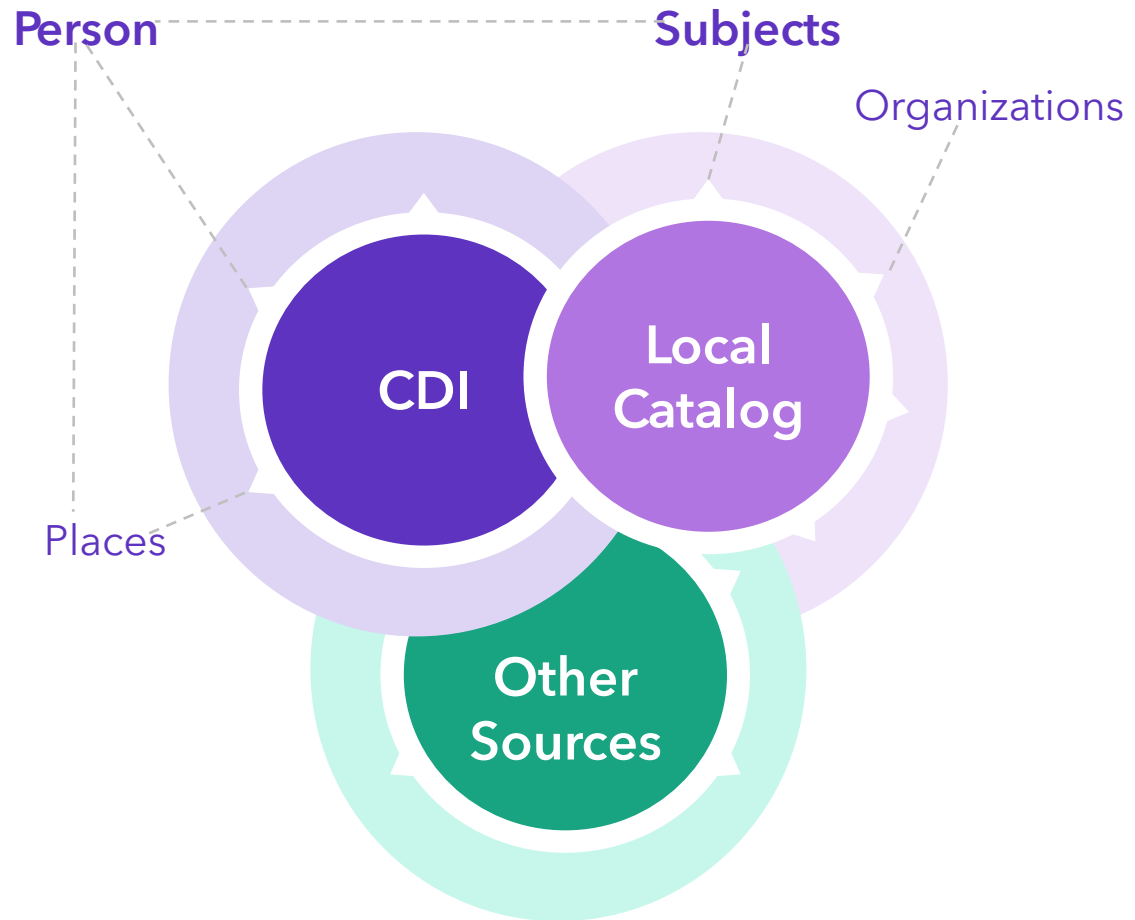 Person
Subjects
Organizations
Local
Catalog
CDI
Places
Other
Sources